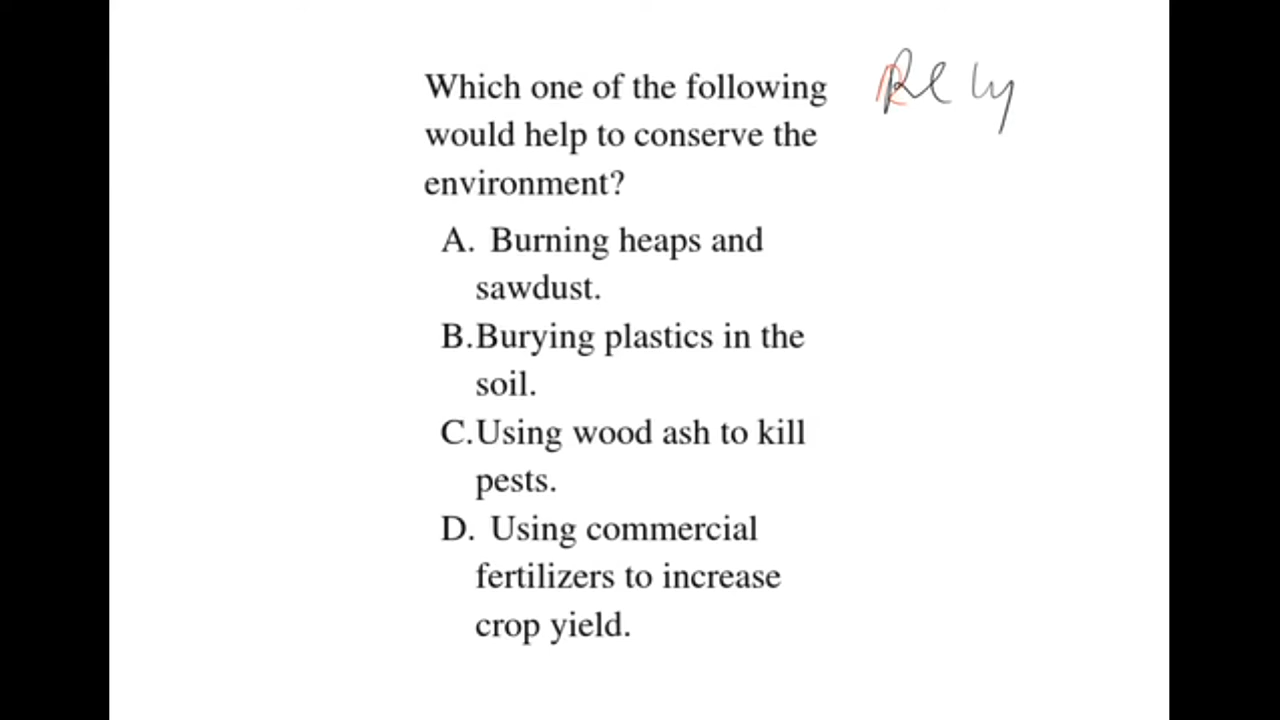 Which one of the following
would help to conserve the
environment?
A. Burning heaps and
sawdust.
B.Burying plastics in the
soil.
C.Using wood ash to kill
pests.
D. Using commercial
fertilizers to increase
crop yield.